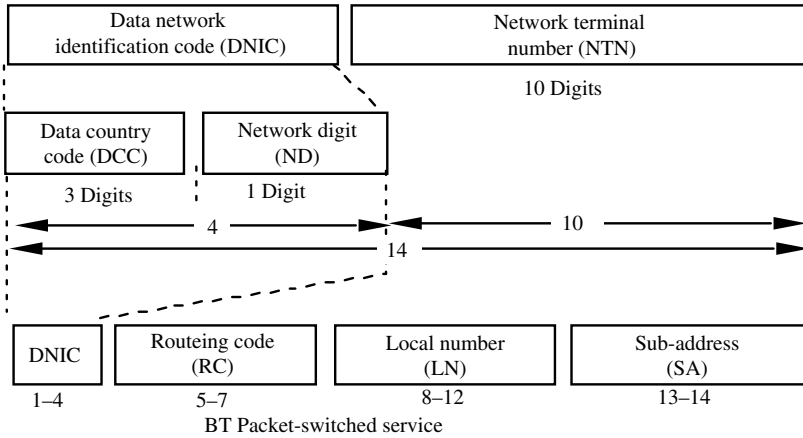 Data network
identification code (DNIC)
Network terminal
number (NTN)
10 Digits
Data country
code (DCC)
Network digit
(ND)
3 Digits
1 Digit
4
10
14
DNIC
Routeing code
(RC)
Local number
(LN)
Sub-address
(SA)
1–4
5–7
8–12
13–14
BT Packet-switched service